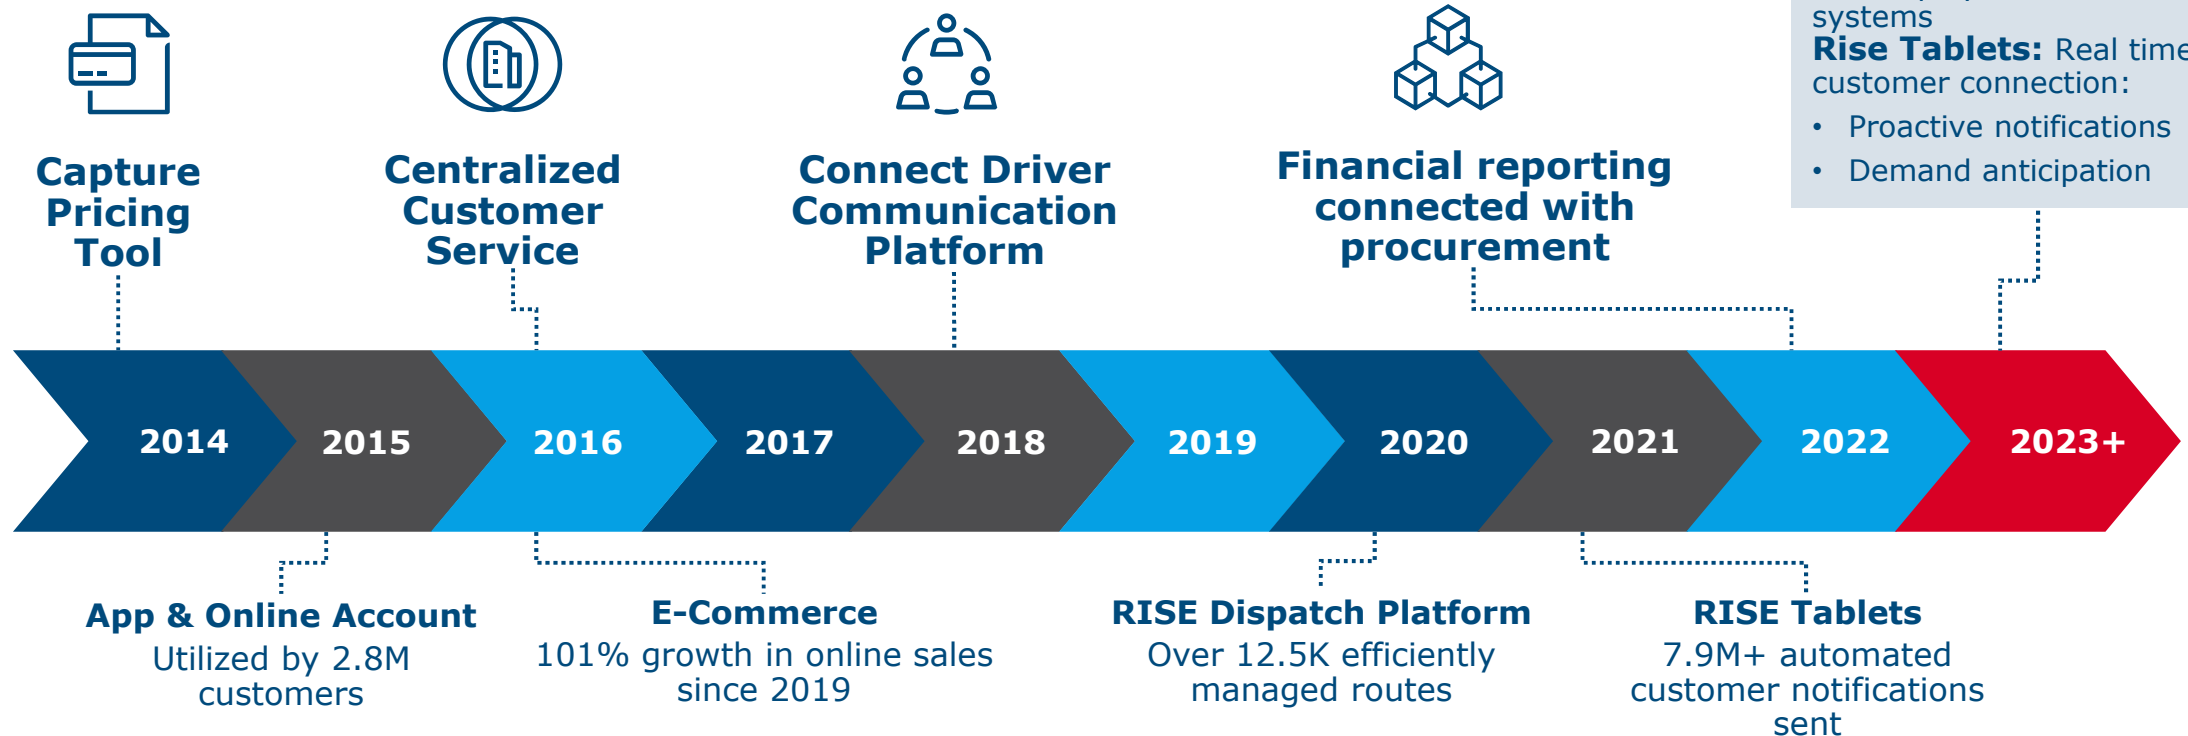 systems
Rise Tablets: Real time
customer connection:
• Proactive notifications
• Demand anticipation
Capture
Pricing
Tool
Centralized
Customer
Service
Connect Driver
Communication
Platform
Financial reporting
connected with
procurement
2014
2015
2016
2017
2018
2019
2020
2021
2022
2023+
App & Online Account
Utilized by 2.8M
customers
E-Commerce
101% growth in online sales
since 2019
RISE Dispatch Platform
Over 12.5K efficiently
managed routes
RISE Tablets
7.9M+ automated
customer notifications
sent